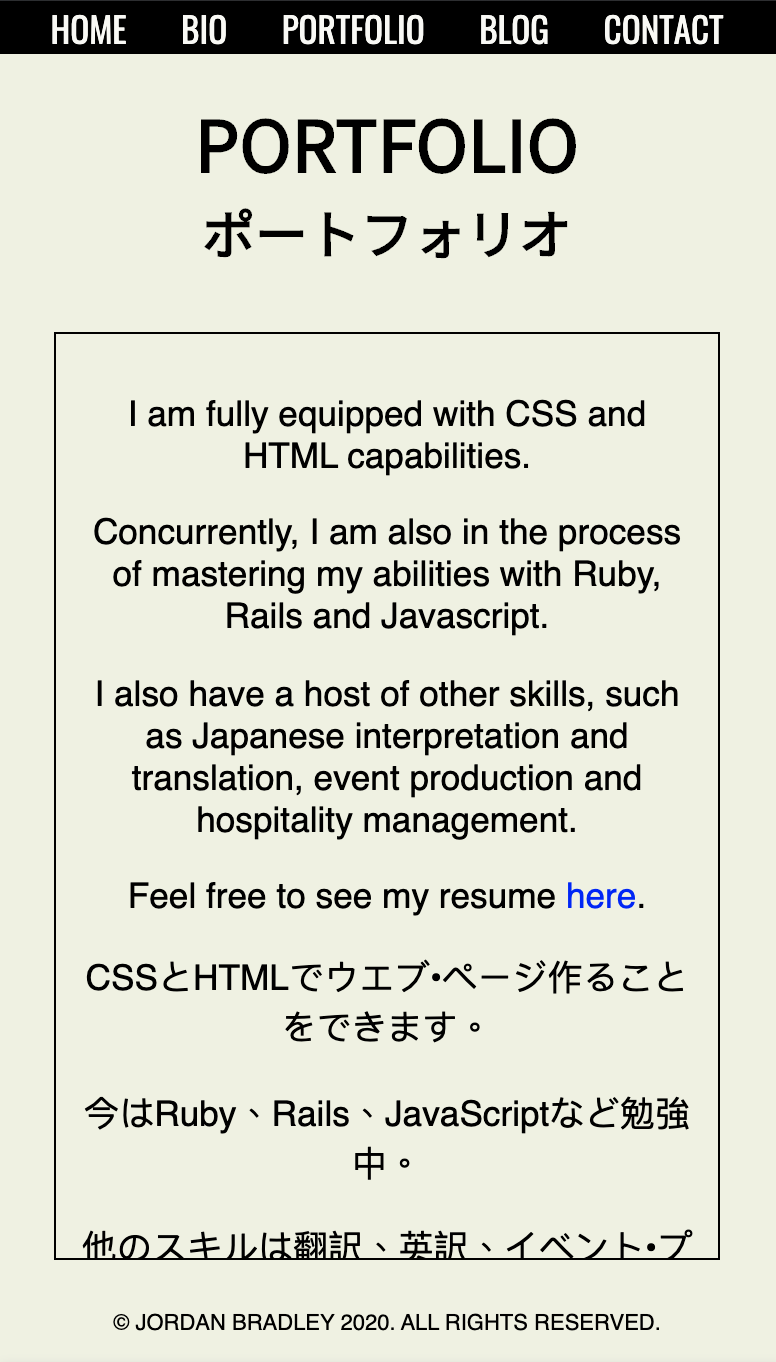 HOME BIO PORTFOLIO BLOG CONTACT
PORTFOLIO
ポートフォリオ
I am fully equipped with CSS and
HTML capabilities.
Concurrently, I am also in the process
of mastering my abilities with Ruby,
Rails and Javascript.
I also have a host of other skills, such
as Japanese interpretation and
translation, event production and
hospitality management.
Feel free to see my resume here.
CSSとHTMLでウエブ•ページ作ること
をできます。
今はRuby、Rails、JavaScriptなど勉強
中。
他のスキルは翻訳、英訳、イベント•プ
© JORDAN BRADLEY 2020. ALL RIGHTS RESERVED.